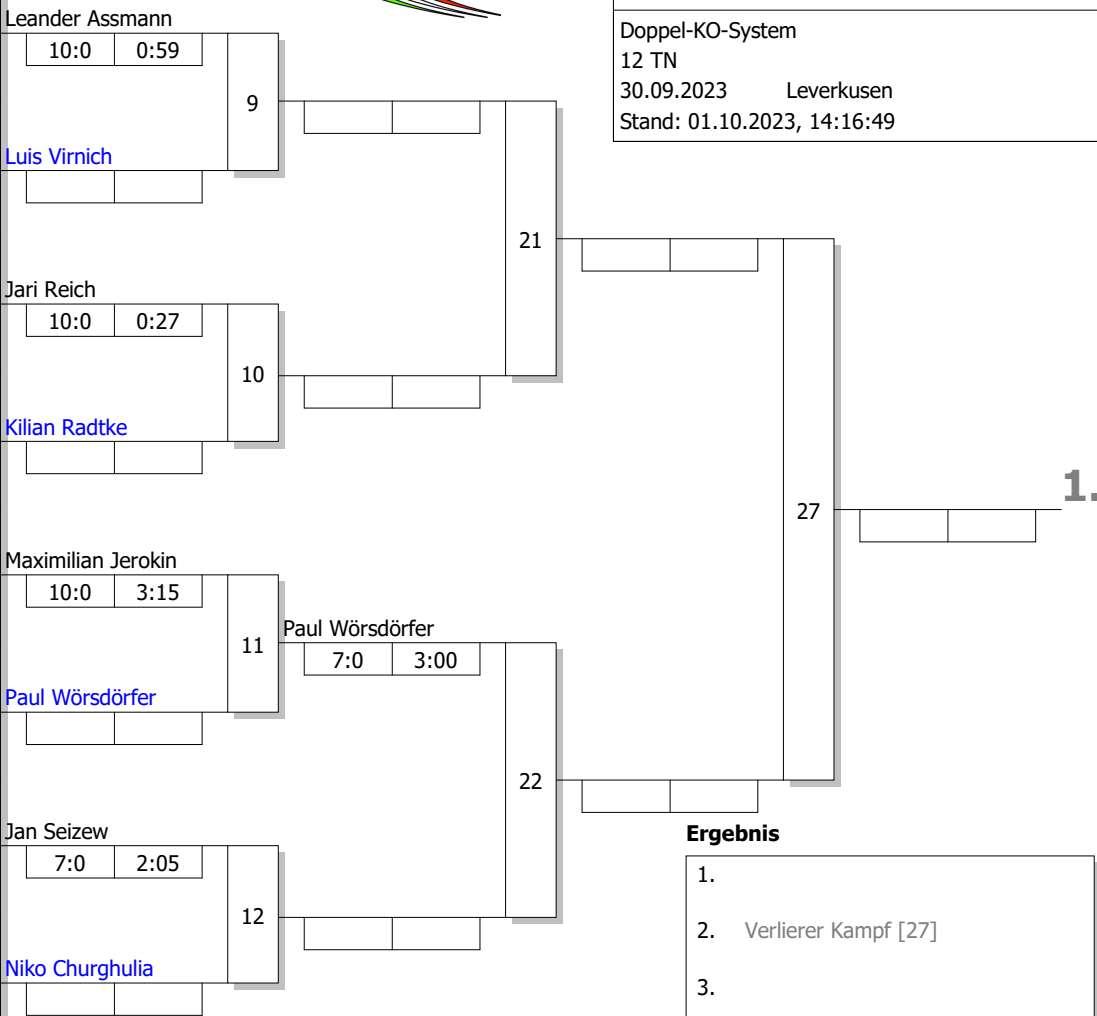 Doppel-KO-System
12 TN
30.09.2023 Leverkusen
Stand: 01.10.2023, 14:16:49
Leander Assmann
10:0 0:59
9
Luis Virnich
21
Jari Reich
10:0 0:27
10
Kilian Radtke
27
1.
Maximilian Jerokin
10:0 3:15
11
Paul Wörsdörfer
7:0 3:00
Paul Wörsdörfer
22
Jan Seizew
7:0 2:05
12
Niko Churghulia
Ergebnis
1.
2. Verlierer Kampf [27]
3.